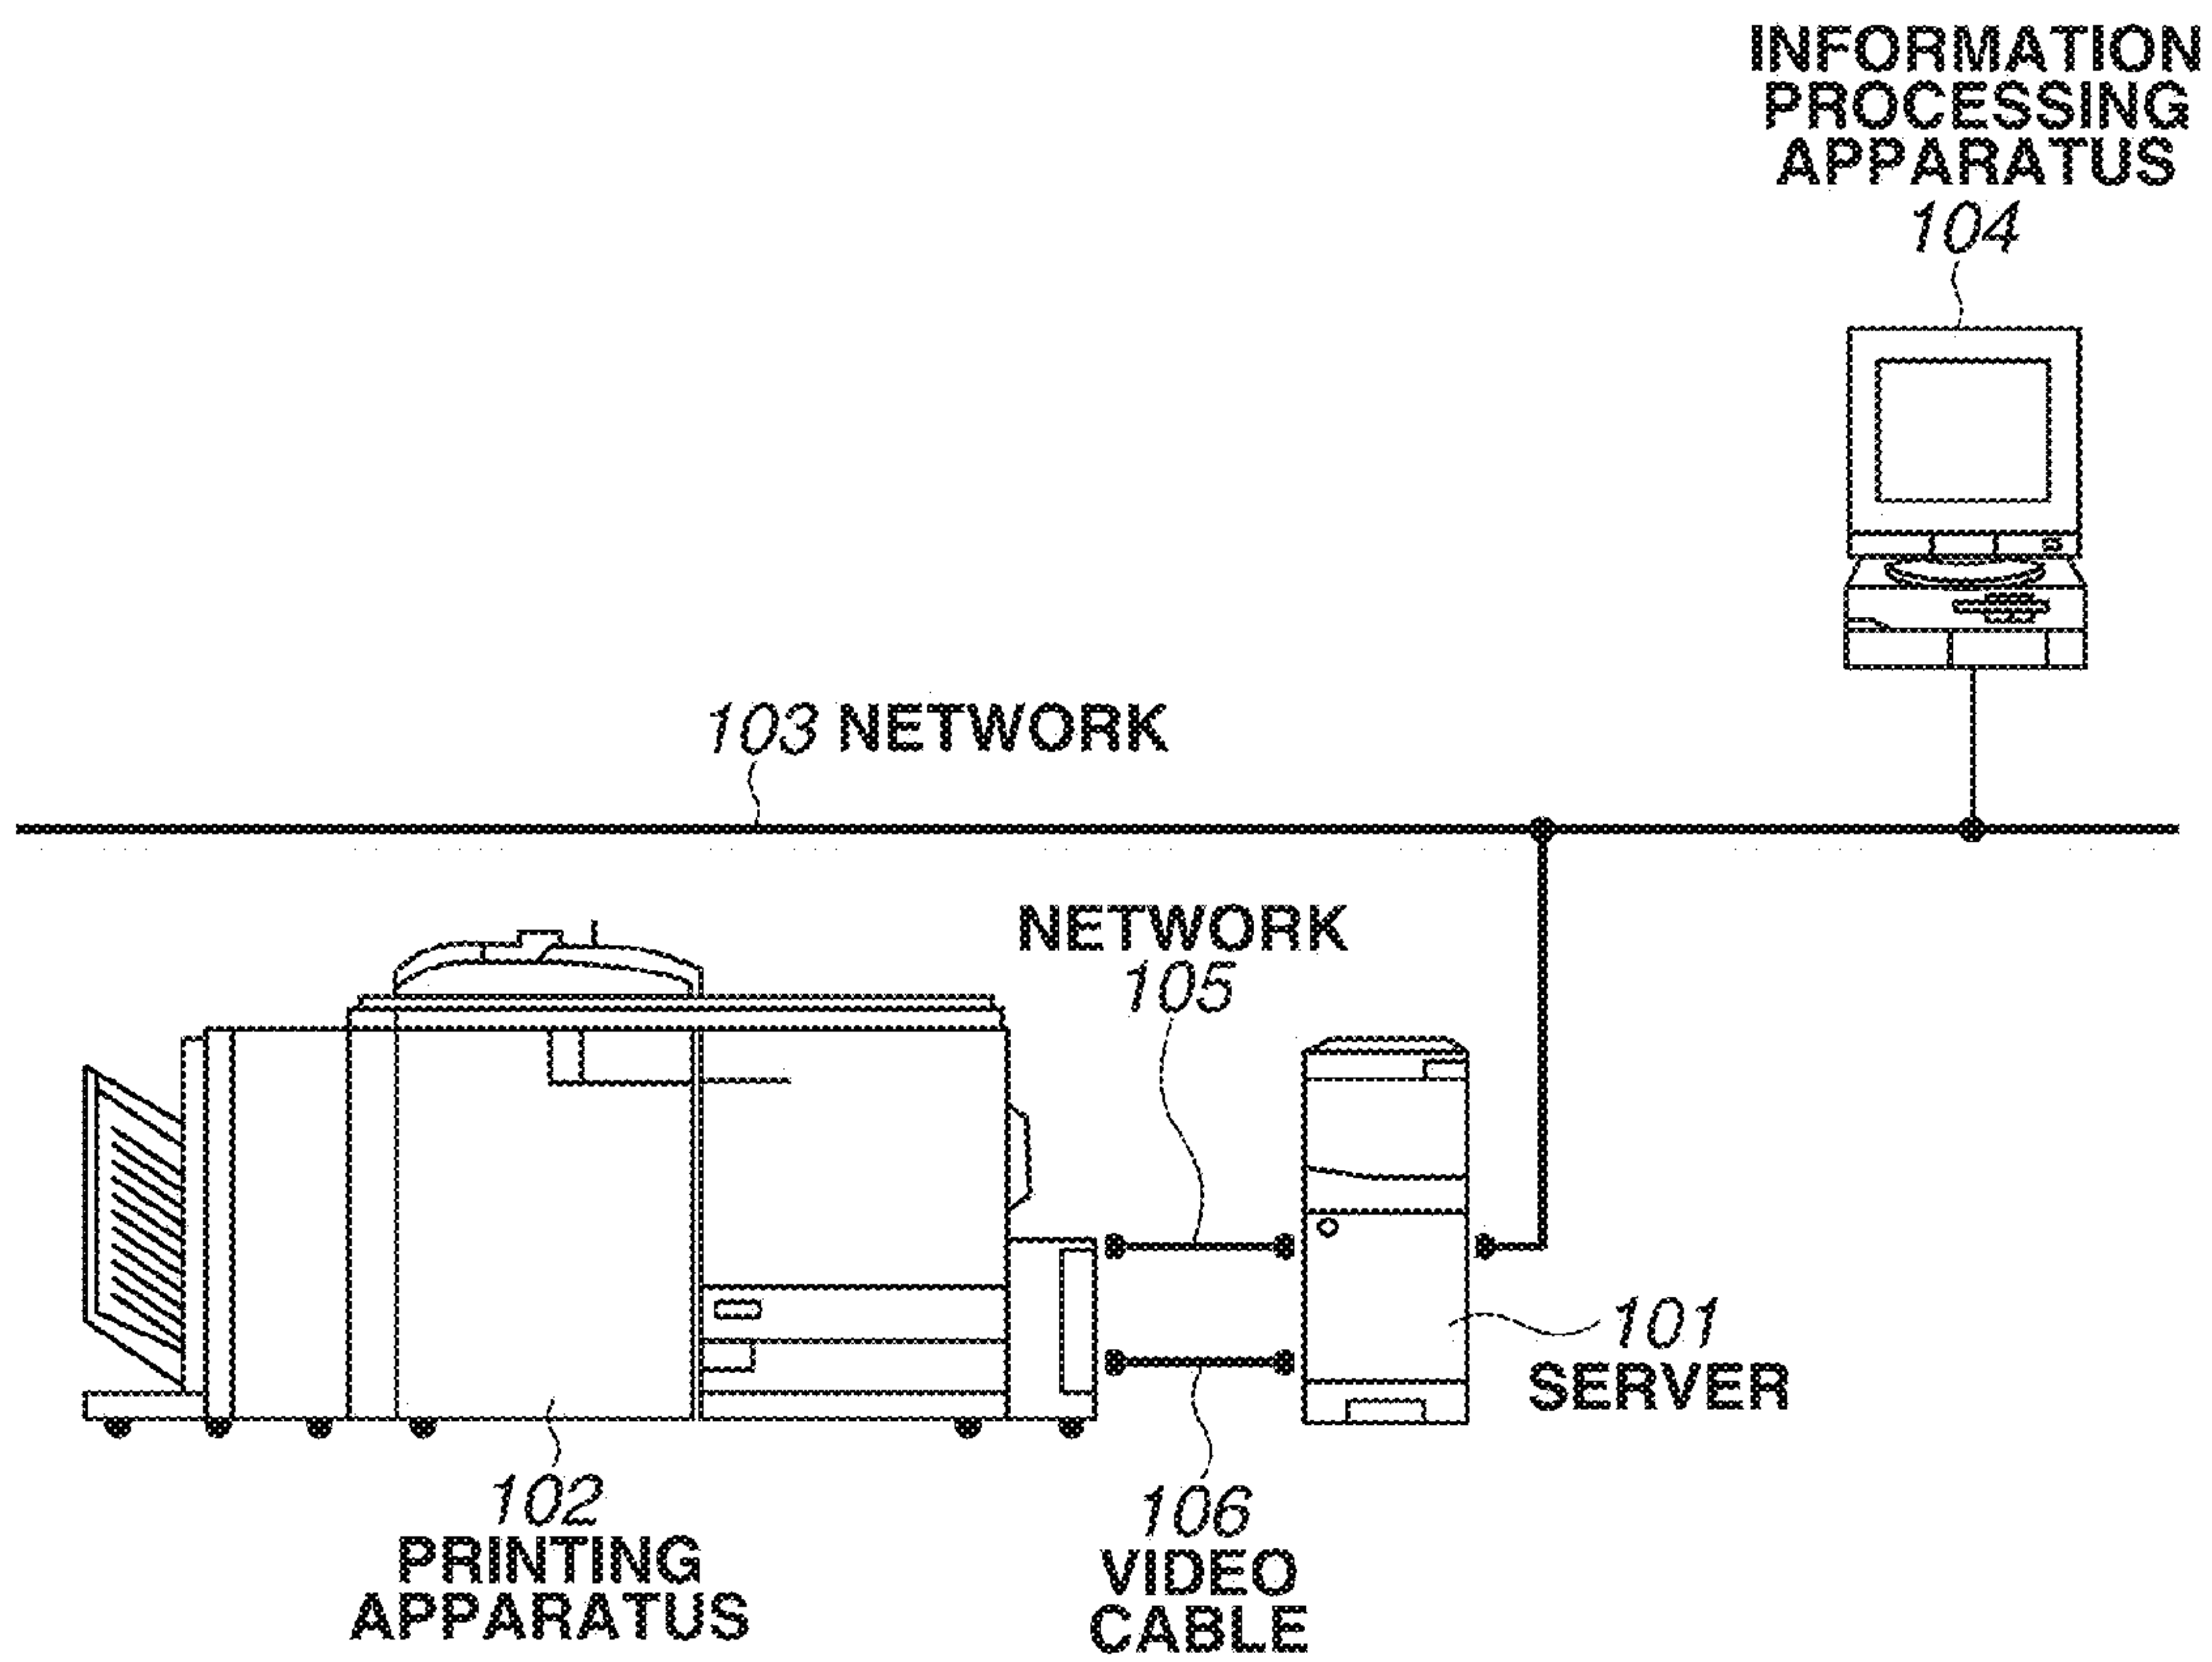 INFORMATION
PROCESSING
APPARATUS
104
103 NETWORK
NETWORK
105
101
SERVER
102
PRINTING
APPARATUS
106
VIDEO
CABLE